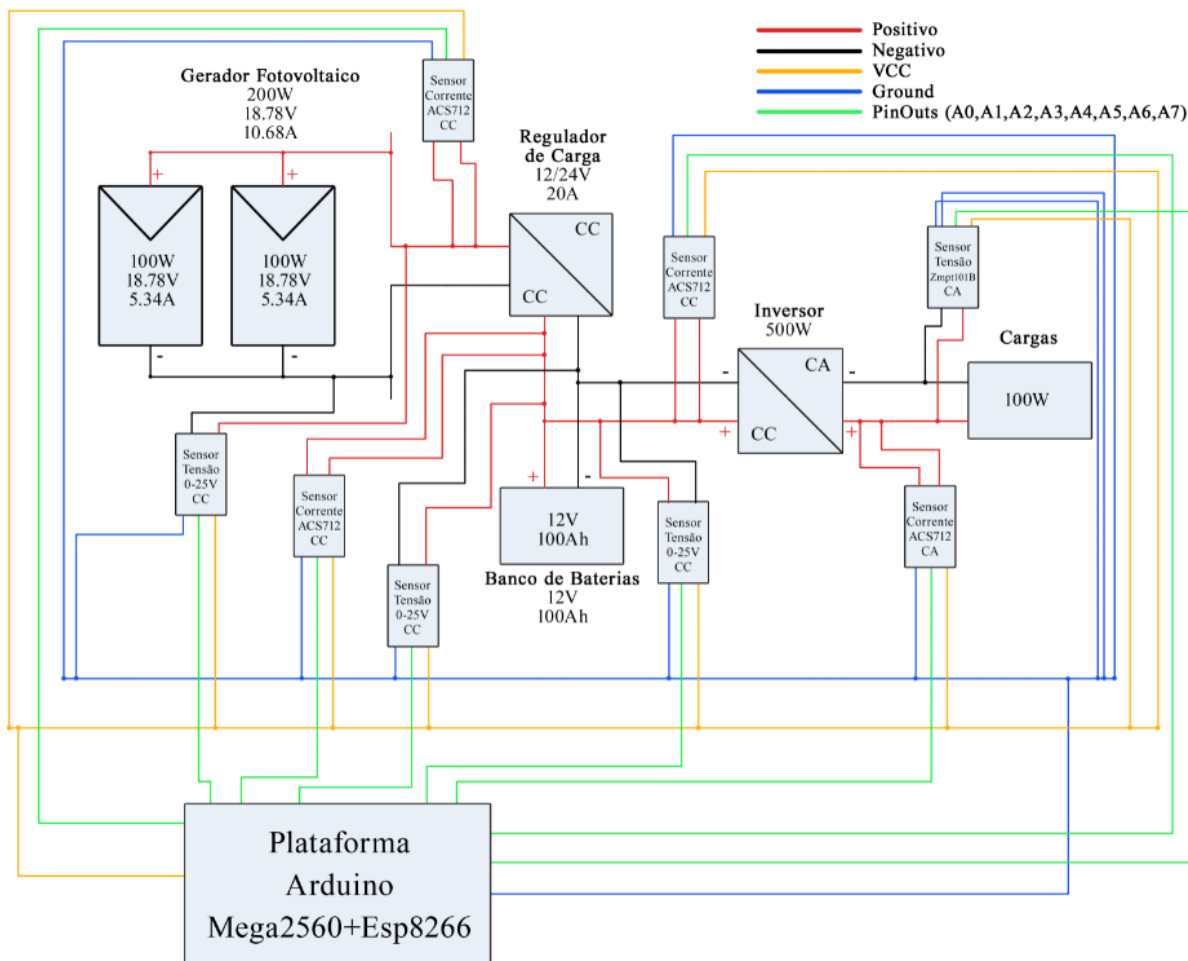 Positivo
Negativo
VCC
Ground
PinOuts (A0,A1,A2,A3,A4,A5,A6,A7)
Gerador Fotovoltaico
200W
18.78V
10.68A
Sensor
Corrente
ACS712
CC
Regulador
de Carga
12/24V
20A
CC
CC
+
100W
18.78V
5.34A
-
+
100W
18.78V
5.34A
-
Sensor
Corrente
ACS712
CC
Sensor
Tensão
Zmpt101B
CA
Inversor
500W
-
+
CA
CC
-
+
Cargas
100W
Sensor
Tensão
0-25V
CC
Sensor
Corrente
ACS712
CC
Sensor
Tensão
0-25V
CC
+
-
12V
100Ah
Banco de Baterias
12V
100Ah
Sensor
Tensão
0-25V
CC
Sensor
Corrente
ACS712
CA
Plataforma
Arduino
Mega2560+Esp8266